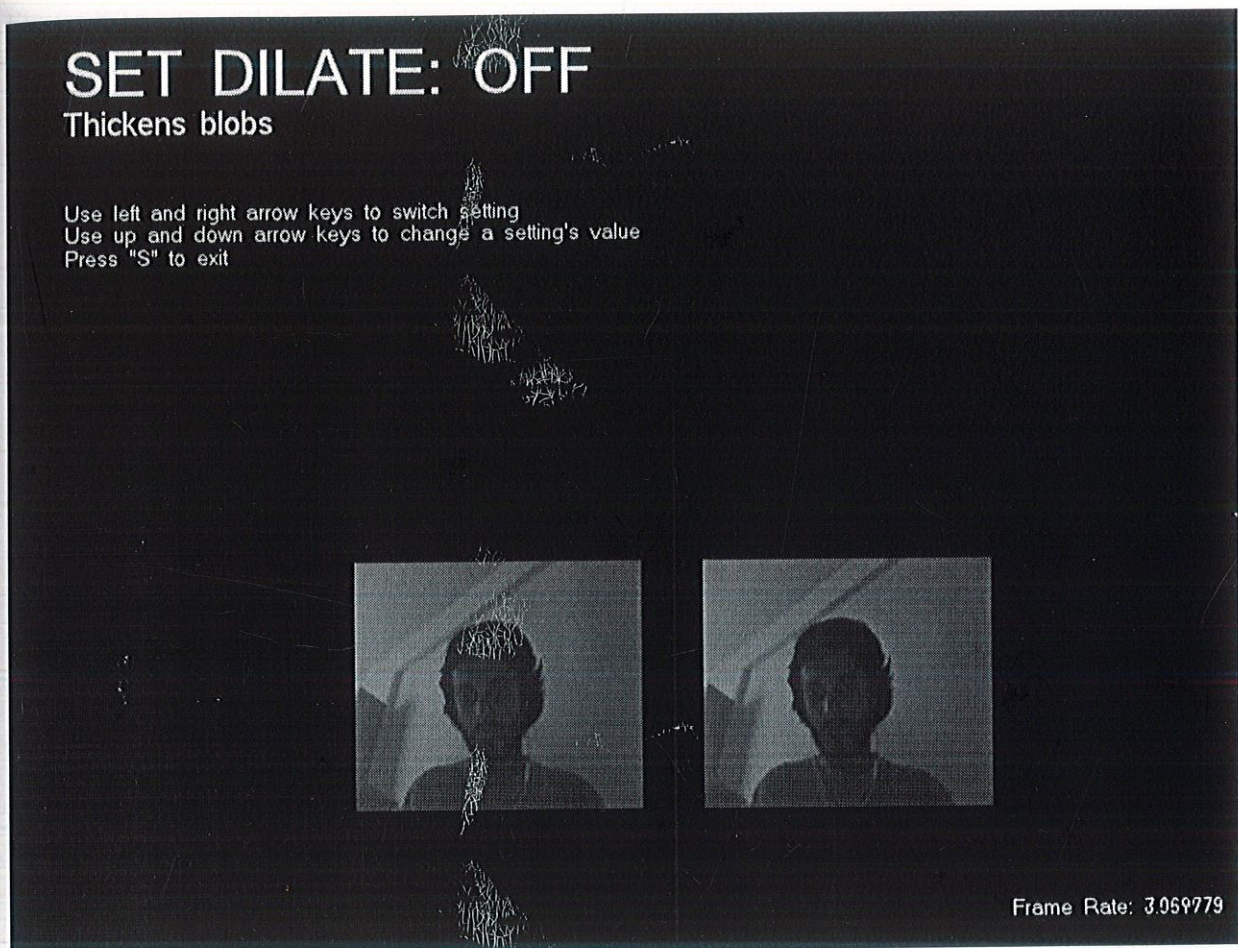 SET DILATE: OFF
Thickens blobs
Use left and right arrow keys to switch setting
Use up and down arrow keys to change a setting's value
Press "S" to exit
Frame Rate: 3.059779